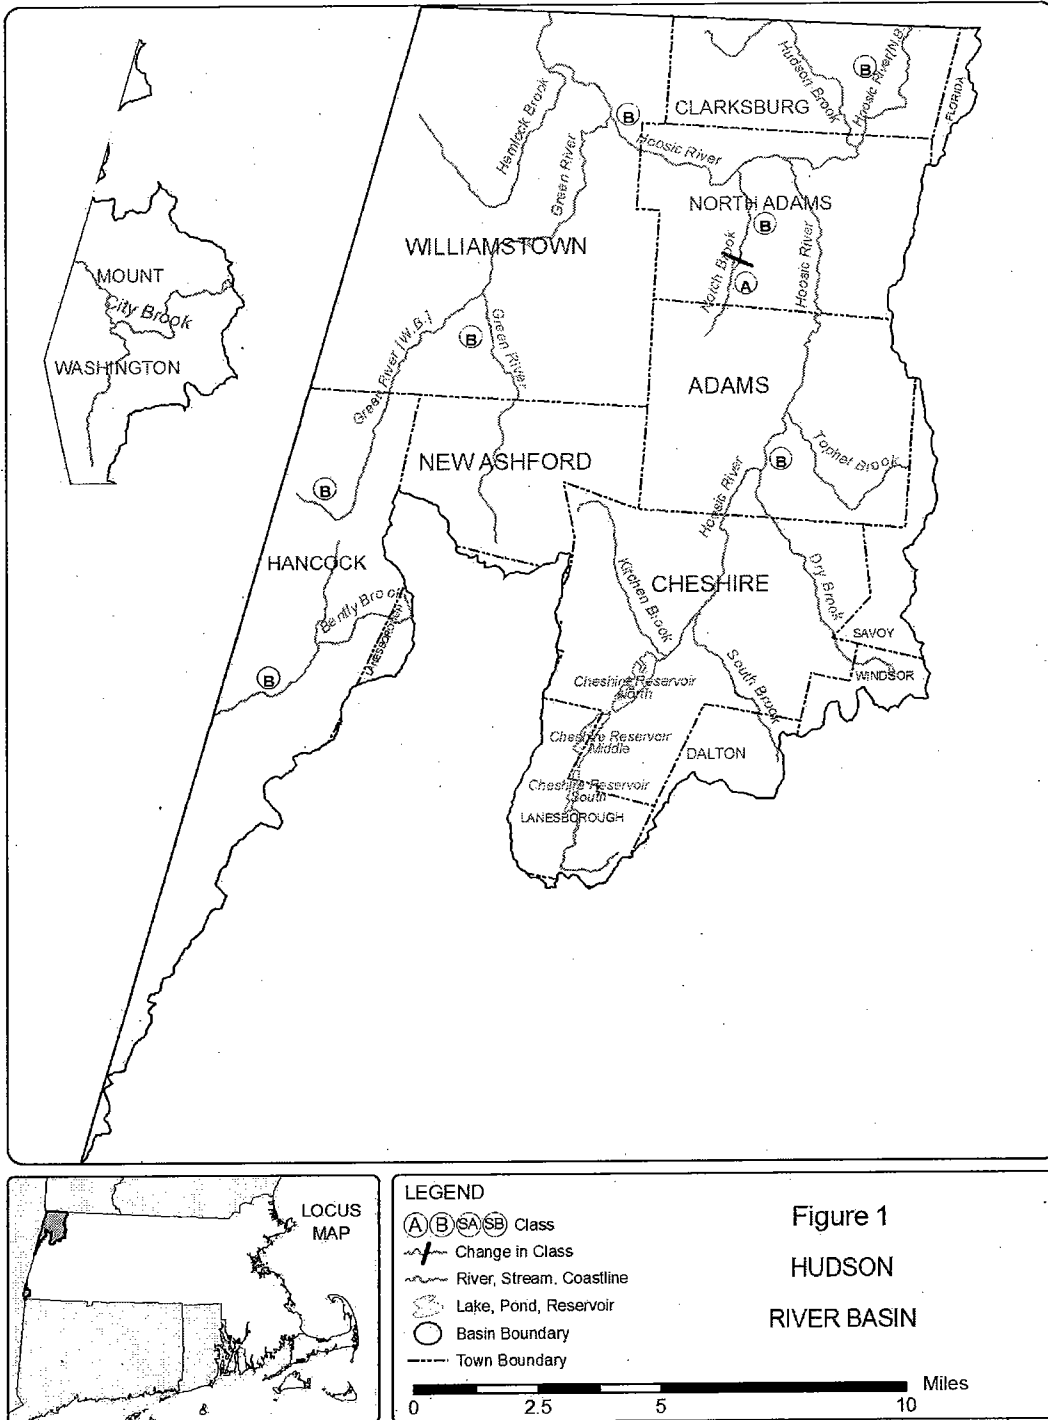 Hudson Brook
Hoosic River(N.B.
B
CLARKSBURG
FLORIDA
Hemlock Brook
B
Hoosic River
Green River
NORTH ADAMS
B
WILLIAMSTOWN
Notch Brook
A
Hoosic River
MOUNT
City Brook
WASHINGTON
Green River [W.B.]
B
Green River
ADAMS
NEW ASHFORD
B
Tophet Brook
Hoosic River
B
HANCOCK
Kitchen Brook
CHESHIRE
Dry Brook
Bently Brook
LANESBOROUGH
SAVOY
B
South Brook
WINDSOR
Cheshire Reservoir
North
Cheshire Reservoir
Middle
DALTON
Cheshire Reservoir
South
LANESBOROUGH
LOCUS
MAP
LEGEND
A B SA SB Class
Change in Class
River, Stream, Coastline
Lake, Pond, Reservoir
Basin Boundary
Town Boundary
Figure 1
HUDSON
RIVER BASIN
Miles
0 2.5 5 10